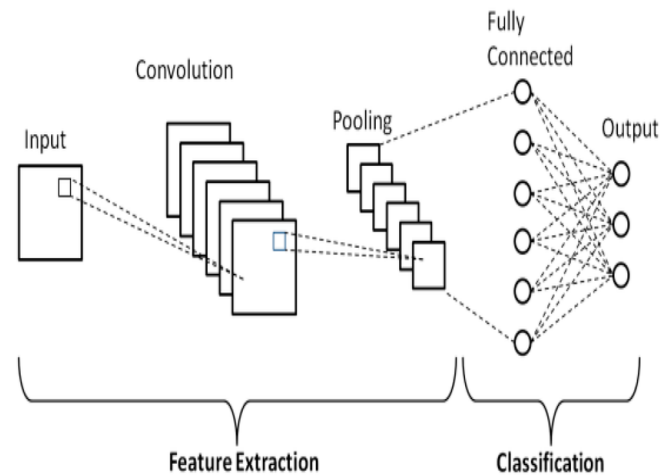 Input
Convolution
Pooling
Fully
Connected
Output
Feature Extraction
Classification